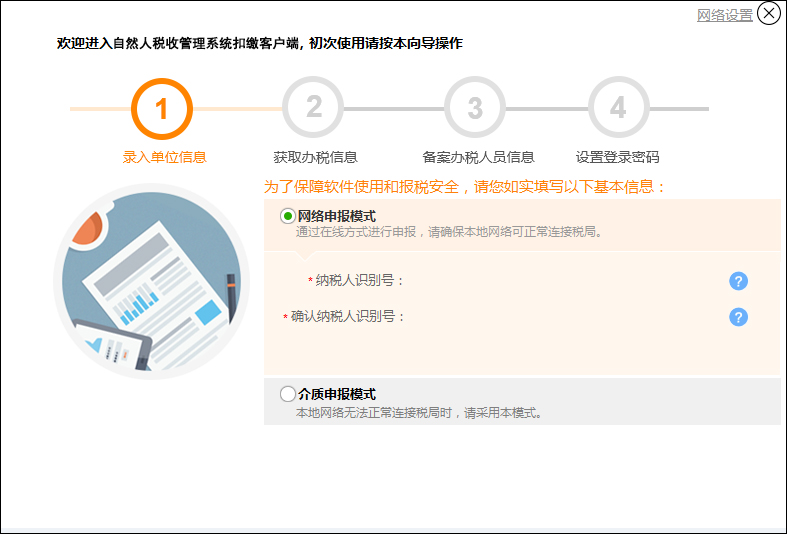 网络设置
欢迎进入自然人税收管理系统扣缴客户端, 初次使用请按本向导操作
1 2 3 4
录入单位信息 获取办税信息 备案办税人员信息 设置登录密码
为了保障软件使用和报税安全，请您如实填写以下基本信息：
网络申报模式
通过在线方式进行申报，请确保本地网络可正常连接税局。
*纳税人识别号： ?
*确认纳税人识别号： ?
介质申报模式
本地网络无法正常连接税局时，请采用本模式。